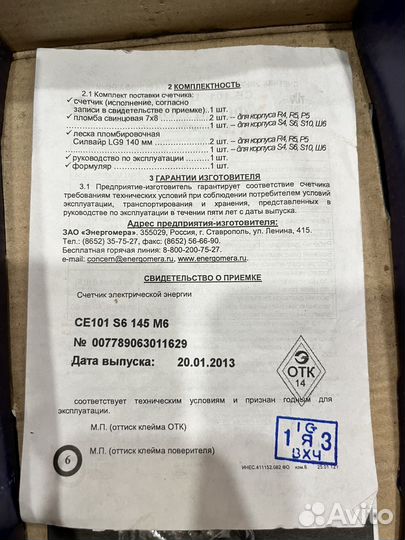 2 КОМПЛЕКТНОСТЬ
2.1 Комплект поставки счетчика:
✓ счетчик (исполнение, согласно
записи в свидетельстве о приемке)..1 шт.
✓ пломба свинцовая 7х8 ................2 шт. – для корпуса R4, R5, P5
................1 шт. – для корпуса S4, S6, S10, Ш6
✓ леска пломбировочная
Силвайр LG9 140 мм ................2 шт. – для корпуса R4, R5, P5
................1 шт. – для корпуса S4, S6, S10, Ш6
✓ руководство по эксплуатации ........1 шт.
✓ формуляр ................1 шт.
3 ГАРАНТИИ ИЗГОТОВИТЕЛЯ
3.1 Предприятие-изготовитель гарантирует соответствие счетчика
требованиям технических условий при соблюдении потребителем условий
эксплуатации, транспортирования и хранения, представленных в
руководстве по эксплуатации в течении пяти лет с даты выпуска.
Адрес предприятия-изготовителя:
ЗАО «Энергомера». 355029, Россия, г. Ставрополь, ул. Ленина, 415.
Тел.: (8652) 35-75-27, факс: (8652) 56-66-90.
Бесплатная горячая линия: 8-800-200-75-27.
e-mail: concern@energomera.ru, www.energomera.ru.
СВИДЕТЕЛЬСТВО О ПРИЕМКЕ
Счетчик электрической энергии
CE101 S6 145 M6
№ 007789063011629
Дата выпуска: 20.01.2013
ОТК
14
соответствует техническим условиям и признан годным для
эксплуатации.
М.П. (оттиск клейма ОТК)
М.П. (оттиск клейма поверителя)
6
IG
1 Я 3
ВХЧ
ИНЕС.411152.082 ФО
Avito